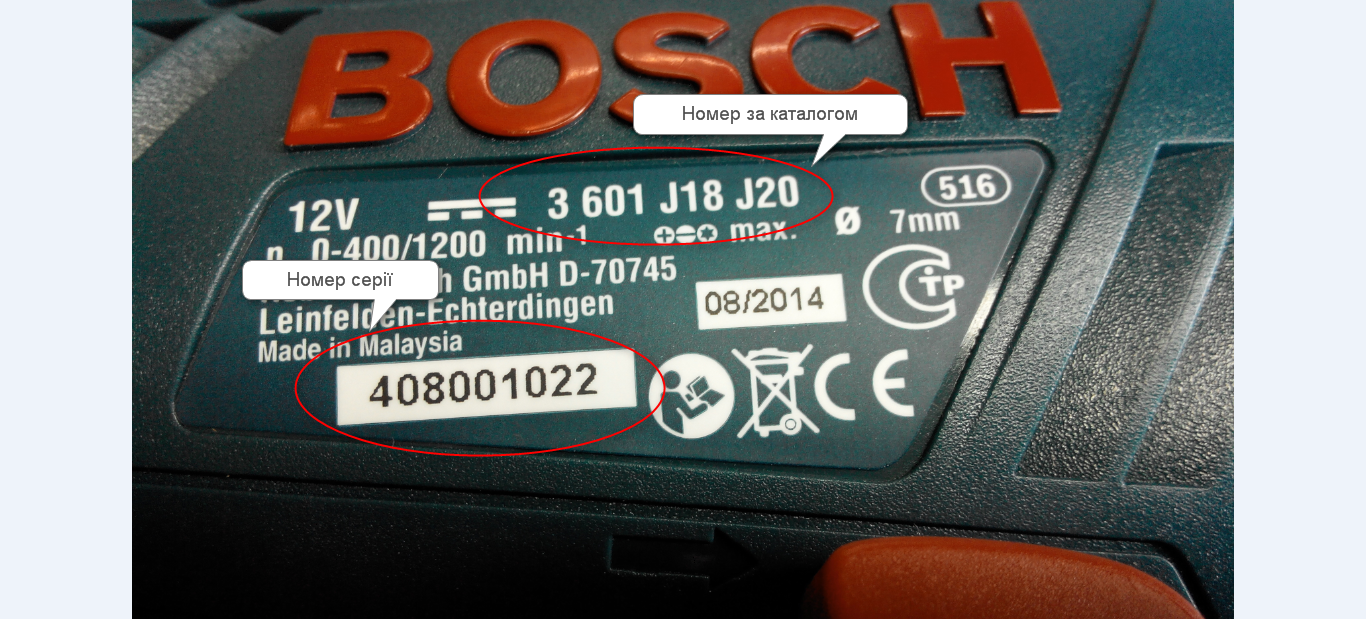 BOSCH
Номер за каталогом
12V 3 601 J18 J20 516
n 0-400/1200 min-1 max. Ø 7mm
Номер серії
GmbH D-70745
Leinfelden-Echterdingen
08/2014
Made in Malaysia
408001022
CE